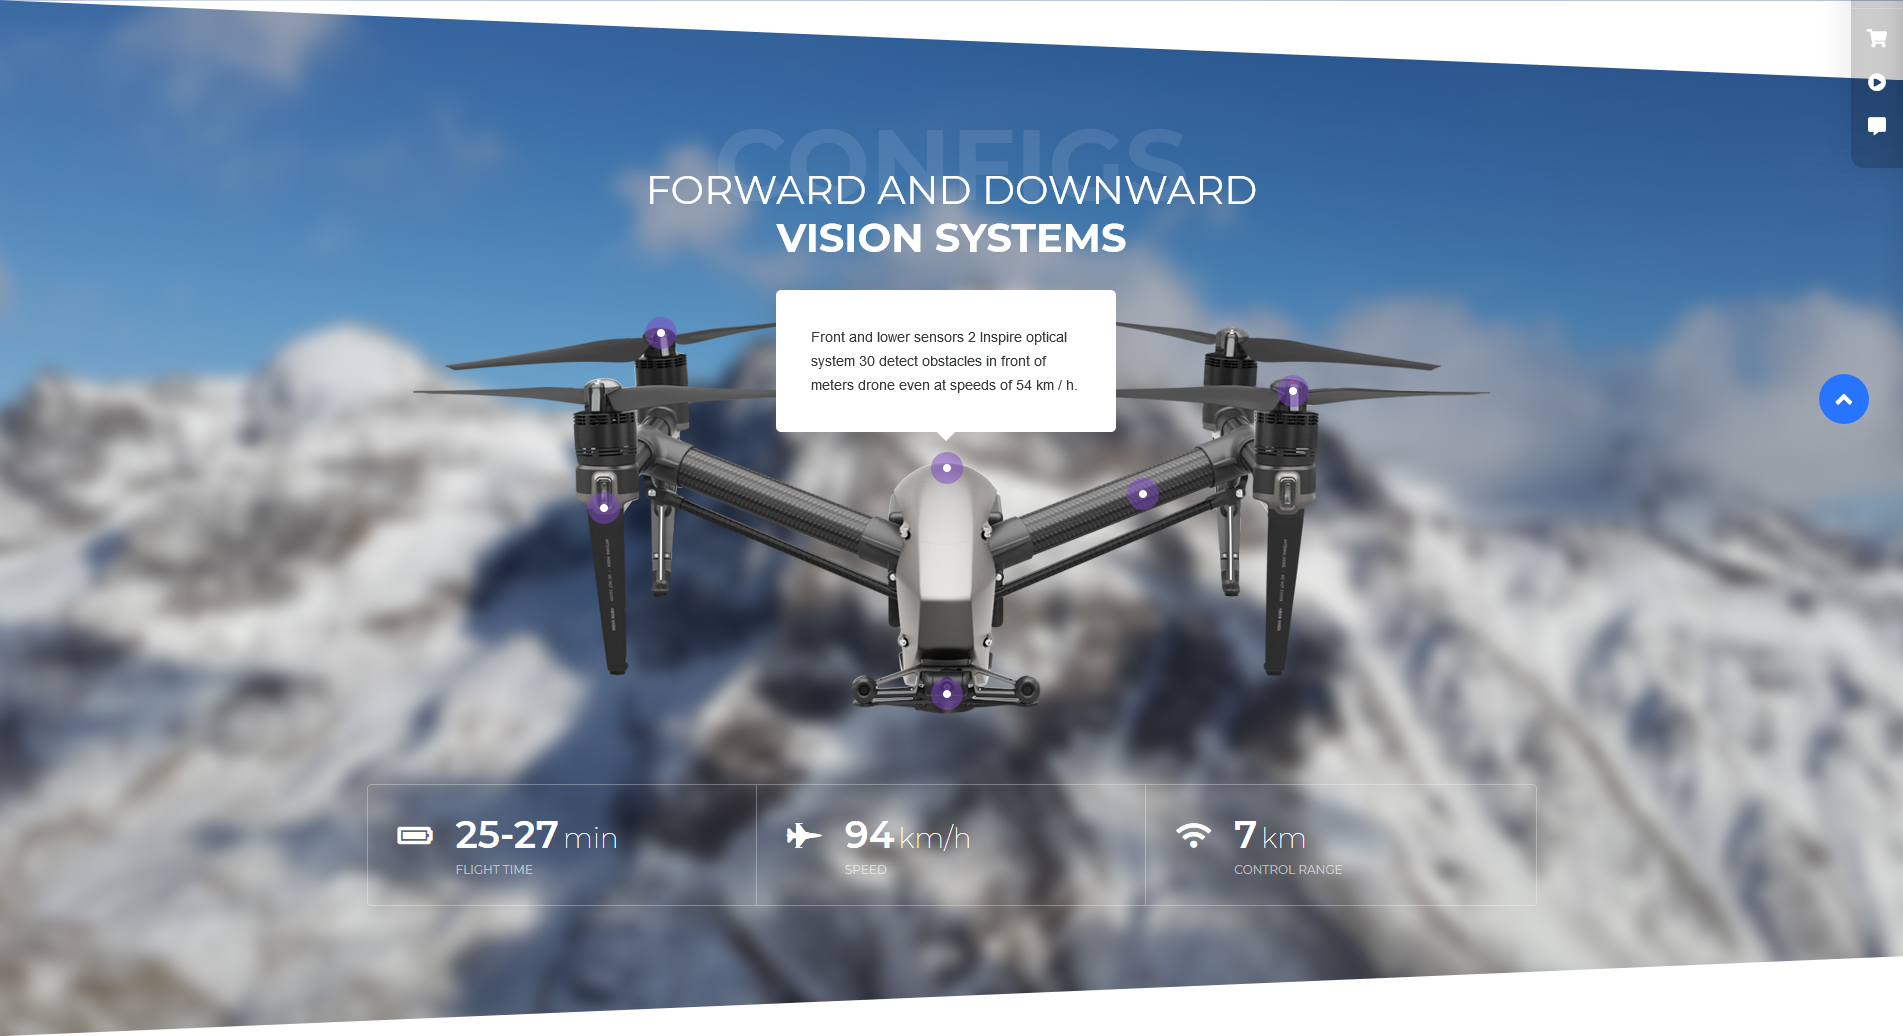 CONFIGS
FORWARD AND DOWNWARD
VISION SYSTEMS
Front and lower sensors 2 Inspire optical
system 30 detect obstacles in front of
meters drone even at speeds of 54 km / h.
25-27 min
FLIGHT TIME
94 km/h
SPEED
7 km
CONTROL RANGE